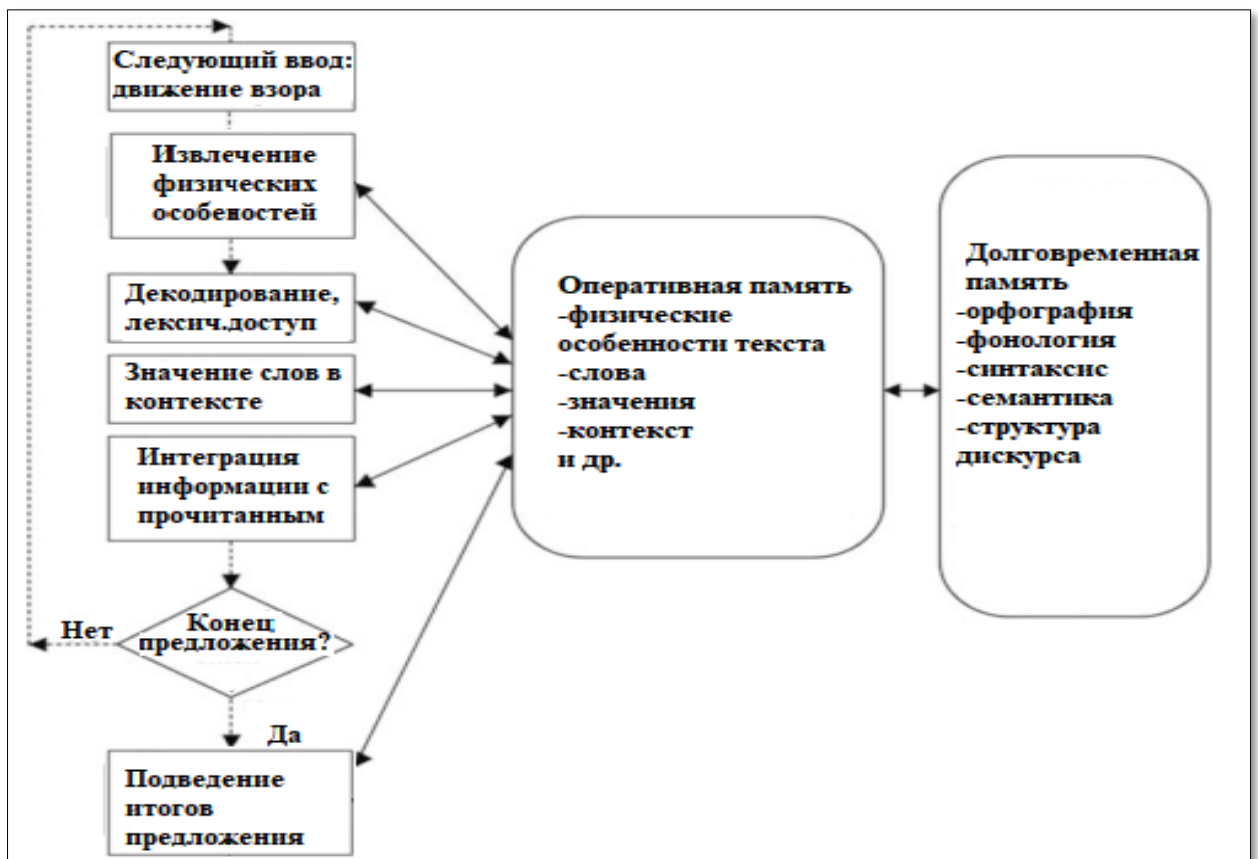 Следующий ввод:
движение взора
Извлечение
физических
особеностей
Декодирование,
лексич.доступ
Значение слов в
контексте
Интеграция
информации с
прочитанным
Конец
предложения?
Нет
Да
Подведение
итогов
предложения
Оперативная память
-физические
особенности текста
-слова
-значения
-контекст
и др.
Долговременная
память
-орфография
-фонология
-синтаксис
-семантика
-структура
дискурса